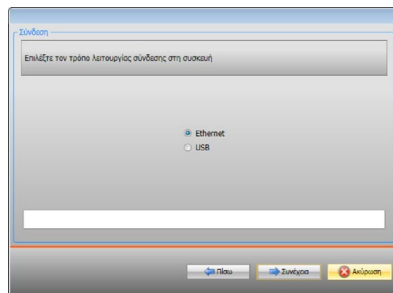 Σύνδεση
Επιλέξτε τον τρόπο λειτουργίας σύνδεσης στη συσκευή
Ethernet
USB
Πίσω
Συνέχεια
Ακύρωση